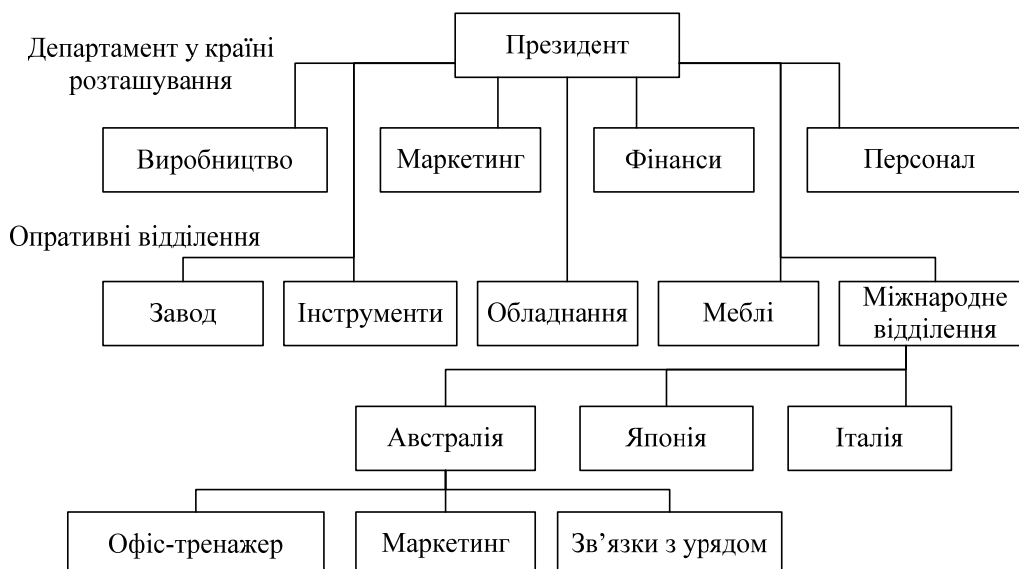 Президент
Департамент у країні
розташування
Виробництво
Маркетинг
Фінанси
Персонал
Опративні відділення
Завод
Інструменти
Обладнання
Меблі
Міжнародне
відділення
Австралія
Японія
Італія
Офіс-тренажер
Маркетинг
Зв’язки з урядом